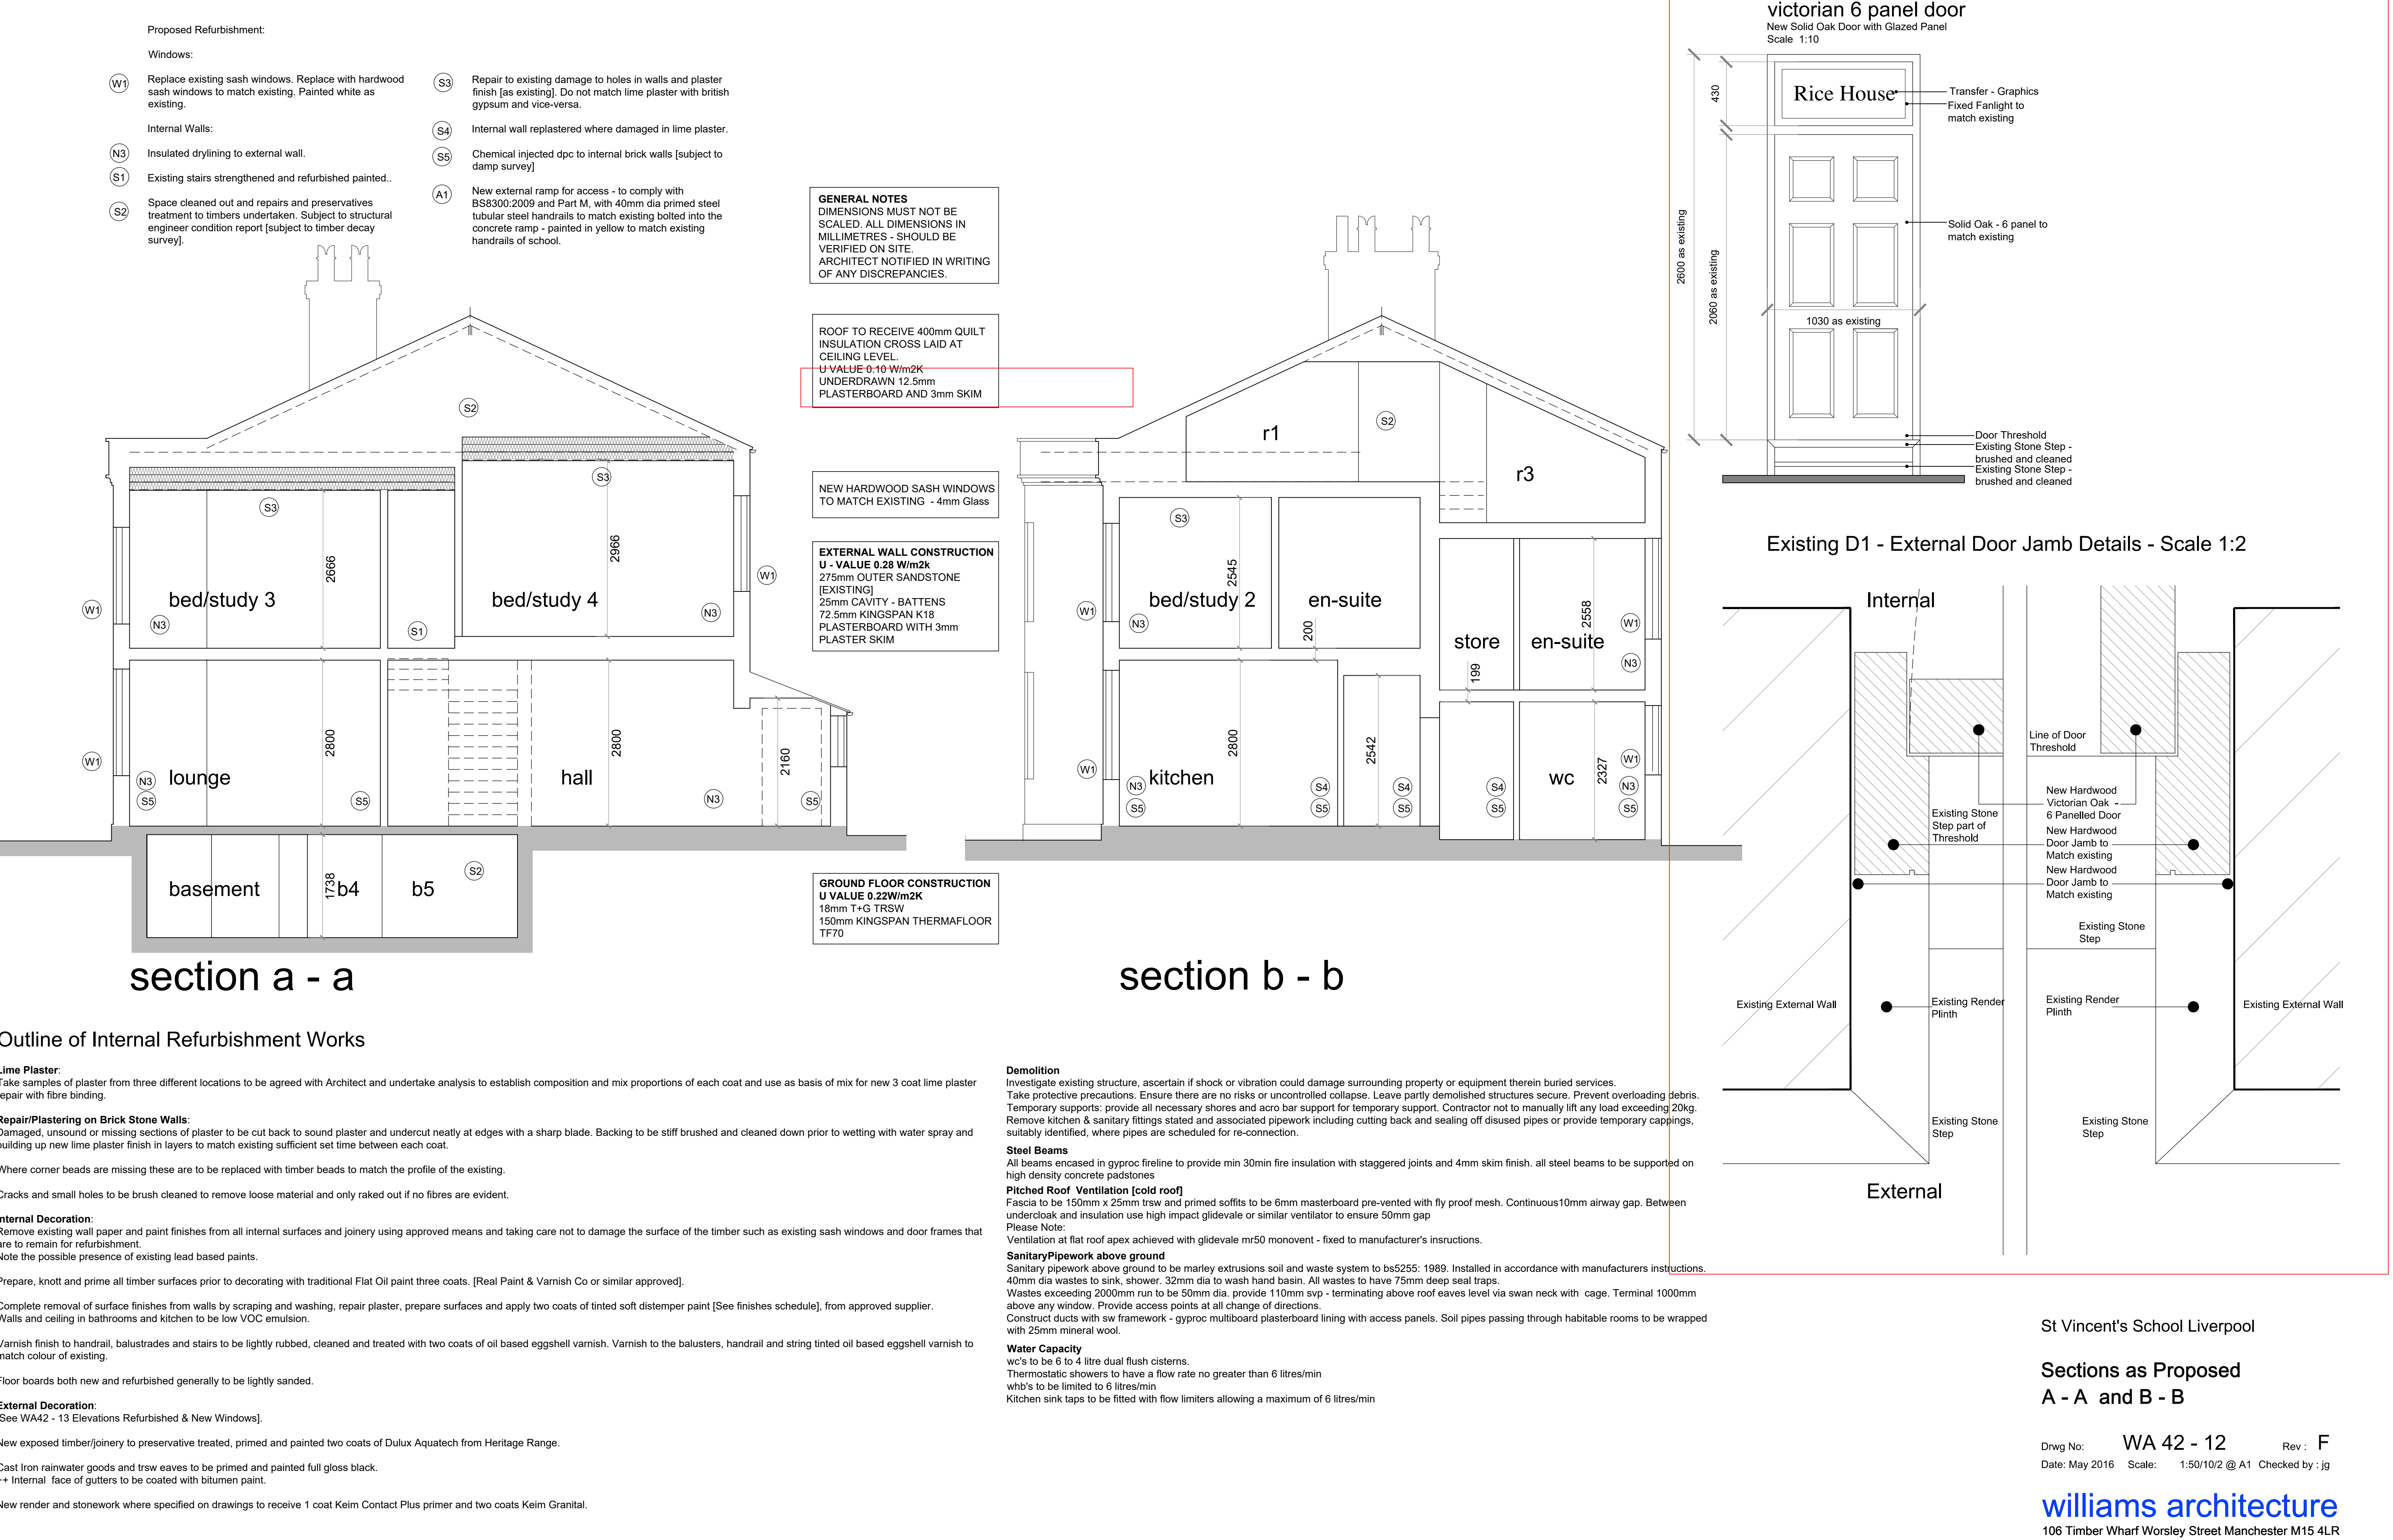 Proposed Refurbishment:
Windows:
W1
Replace existing sash windows. Replace with hardwood
sash windows to match existing. Painted white as
existing.
Internal Walls:
N3
Insulated drylining to external wall.
S1
Existing stairs strengthened and refurbished painted..
S2
Space cleaned out and repairs and preservatives
treatment to timbers undertaken. Subject to structural
engineer condition report [subject to timber decay
survey].
S3
Repair to existing damage to holes in walls and plaster
finish [as existing]. Do not match lime plaster with british
gypsum and vice-versa.
S4
Internal wall replastered where damaged in lime plaster.
S5
Chemical injected dpc to internal brick walls [subject to
damp survey]
A1
New external ramp for access - to comply with
BS8300:2009 and Part M, with 40mm dia primed steel
tubular steel handrails to match existing bolted into the
concrete ramp - painted in yellow to match existing
handrails of school.
GENERAL NOTES
DIMENSIONS MUST NOT BE
SCALED. ALL DIMENSIONS IN
MILLIMETRES - SHOULD BE
VERIFIED ON SITE.
ARCHITECT NOTIFIED IN WRITING
OF ANY DISCREPANCIES.
ROOF TO RECEIVE 400mm QUILT
INSULATION CROSS LAID AT
CEILING LEVEL.
U VALUE 0.10 W/m2K
UNDERDRAWN 12.5mm
PLASTERBOARD AND 3mm SKIM
NEW HARDWOOD SASH WINDOWS
TO MATCH EXISTING - 4mm Glass
EXTERNAL WALL CONSTRUCTION
U - VALUE 0.28 W/m2k
275mm OUTER SANDSTONE
[EXISTING]
25mm CAVITY - BATTENS
72.5mm KINGSPAN K18
PLASTERBOARD WITH 3mm
PLASTER SKIM
GROUND FLOOR CONSTRUCTION
U VALUE 0.22W/m2K
18mm T+G TRSW
150mm KINGSPAN THERMAFLOOR
TF70
S2
S3
S3
2666
2966
W1
W1
bed/study 3
bed/study 4
N3
S1
N3
2800
2800
2160
W1
lounge
hall
N3
S5
S5
N3
S5
basement
1738
b4
b5
S2
section a - a
r1
S2
r3
S3
2545
W1
bed/study 2
en-suite
N3
200
2558
store
en-suite
W1
N3
199
W1
2800
2542
2327
kitchen
wc
N3
S5
S4
S5
S4
S5
S4
S5
W1
N3
S5
section b - b
victorian 6 panel door
New Solid Oak Door with Glazed Panel
Scale 1:10
430
2600 as existing
2060 as existing
1030 as existing
Rice House
Transfer - Graphics
Fixed Fanlight to
match existing
Solid Oak - 6 panel to
match existing
Door Threshold
Existing Stone Step -
brushed and cleaned
Existing Stone Step -
brushed and cleaned
Existing D1 - External Door Jamb Details - Scale 1:2
Internal
Line of Door
Threshold
New Hardwood
Victorian Oak -
6 Panelled Door
Existing Stone
Step part of
Threshold
New Hardwood
Door Jamb to
Match existing
New Hardwood
Door Jamb to
Match existing
Existing Stone
Step
Existing External Wall
Existing Render
Plinth
Existing Render
Plinth
Existing External Wall
Existing Stone
Step
Existing Stone
Step
External
Outline of Internal Refurbishment Works
Lime Plaster:
Take samples of plaster from three different locations to be agreed with Architect and undertake analysis to establish composition and mix proportions of each coat and use as basis of mix for new 3 coat lime plaster
repair with fibre binding.
Repair/Plastering on Brick Stone Walls:
Damaged, unsound or missing sections of plaster to be cut back to sound plaster and undercut neatly at edges with a sharp blade. Backing to be stiff brushed and cleaned down prior to wetting with water spray and
building up new lime plaster finish in layers to match existing sufficient set time between each coat.
Where corner beads are missing these are to be replaced with timber beads to match the profile of the existing.
Cracks and small holes to be brush cleaned to remove loose material and only raked out if no fibres are evident.
Internal Decoration:
Remove existing wall paper and paint finishes from all internal surfaces and joinery using approved means and taking care not to damage the surface of the timber such as existing sash windows and door frames that
are to remain for refurbishment.
Note the possible presence of existing lead based paints.
Prepare, knott and prime all timber surfaces prior to decorating with traditional Flat Oil paint three coats. [Real Paint & Varnish Co or similar approved].
Complete removal of surface finishes from walls by scraping and washing, repair plaster, prepare surfaces and apply two coats of tinted soft distemper paint [See finishes schedule], from approved supplier.
Walls and ceiling in bathrooms and kitchen to be low VOC emulsion.
Varnish finish to handrail, balustrades and stairs to be lightly rubbed, cleaned and treated with two coats of oil based eggshell varnish. Varnish to the balusters, handrail and string tinted oil based eggshell varnish to
match colour of existing.
Floor boards both new and refurbished generally to be lightly sanded.
External Decoration:
[See WA42 - 13 Elevations Refurbished & New Windows].
New exposed timber/joinery to preservative treated, primed and painted two coats of Dulux Aquatech from Heritage Range.
Cast Iron rainwater goods and trsw eaves to be primed and painted full gloss black.
++ Internal face of gutters to be coated with bitumen paint.
New render and stonework where specified on drawings to receive 1 coat Keim Contact Plus primer and two coats Keim Granital.
Demolition
Investigate existing structure, ascertain if shock or vibration could damage surrounding property or equipment therein buried services.
Take protective precautions. Ensure there are no risks or uncontrolled collapse. Leave partly demolished structures secure. Prevent overloading debris.
Temporary supports: provide all necessary shores and acro bar support for temporary support. Contractor not to manually lift any load exceeding 20kg.
Remove kitchen & sanitary fittings stated and associated pipework including cutting back and sealing off disused pipes or provide temporary cappings,
suitably identified, where pipes are scheduled for re-connection.
Steel Beams
All beams encased in gyproc fireline to provide min 30min fire insulation with staggered joints and 4mm skim finish. all steel beams to be supported on
high density concrete padstones
Pitched Roof Ventilation [cold roof]
Fascia to be 150mm x 25mm trsw and primed soffits to be 6mm masterboard pre-vented with fly proof mesh. Continuous10mm airway gap. Between
undercloak and insulation use high impact glidevale or similar ventilator to ensure 50mm gap
Please Note:
Ventilation at flat roof apex achieved with glidevale mr50 monovent - fixed to manufacturer's insructions.
SanitaryPipework above ground
Sanitary pipework above ground to be marley extrusions soil and waste system to bs5255: 1989. Installed in accordance with manufacturers instructions.
40mm dia wastes to sink, shower. 32mm dia to wash hand basin. All wastes to have 75mm deep seal traps.
Wastes exceeding 2000mm run to be 50mm dia. provide 110mm svp - terminating above roof eaves level via swan neck with cage. Terminal 1000mm
above any window. Provide access points at all change of directions.
Construct ducts with sw framework - gyproc multiboard plasterboard lining with access panels. Soil pipes passing through habitable rooms to be wrapped
with 25mm mineral wool.
Water Capacity
wc's to be 6 to 4 litre dual flush cisterns.
Thermostatic showers to have a flow rate no greater than 6 litres/min
whb's to be limited to 6 litres/min
Kitchen sink taps to be fitted with flow limiters allowing a maximum of 6 litres/min
St Vincent's School Liverpool
Sections as Proposed
A - A and B - B
Drwg No: WA 42 - 12 Rev : F
Date: May 2016 Scale: 1:50/10/2 @ A1 Checked by : jg
williams architecture
106 Timber Wharf Worsley Street Manchester M15 4LR